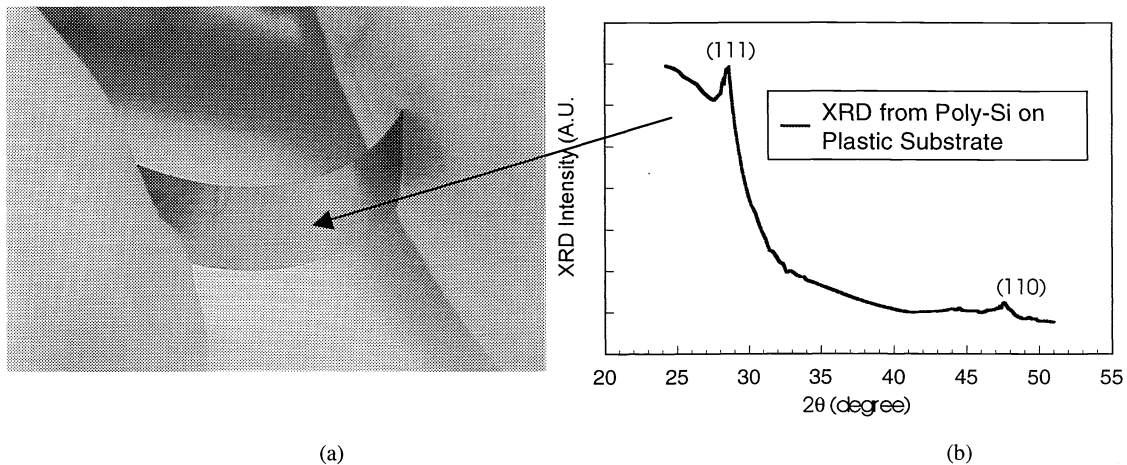 (111)
XRD from Poly-Si on
Plastic Substrate
XRD Intensity (A.U.
(110)
20 25 30 35 40 45 50 55
2θ (degree)
(a)
(b)